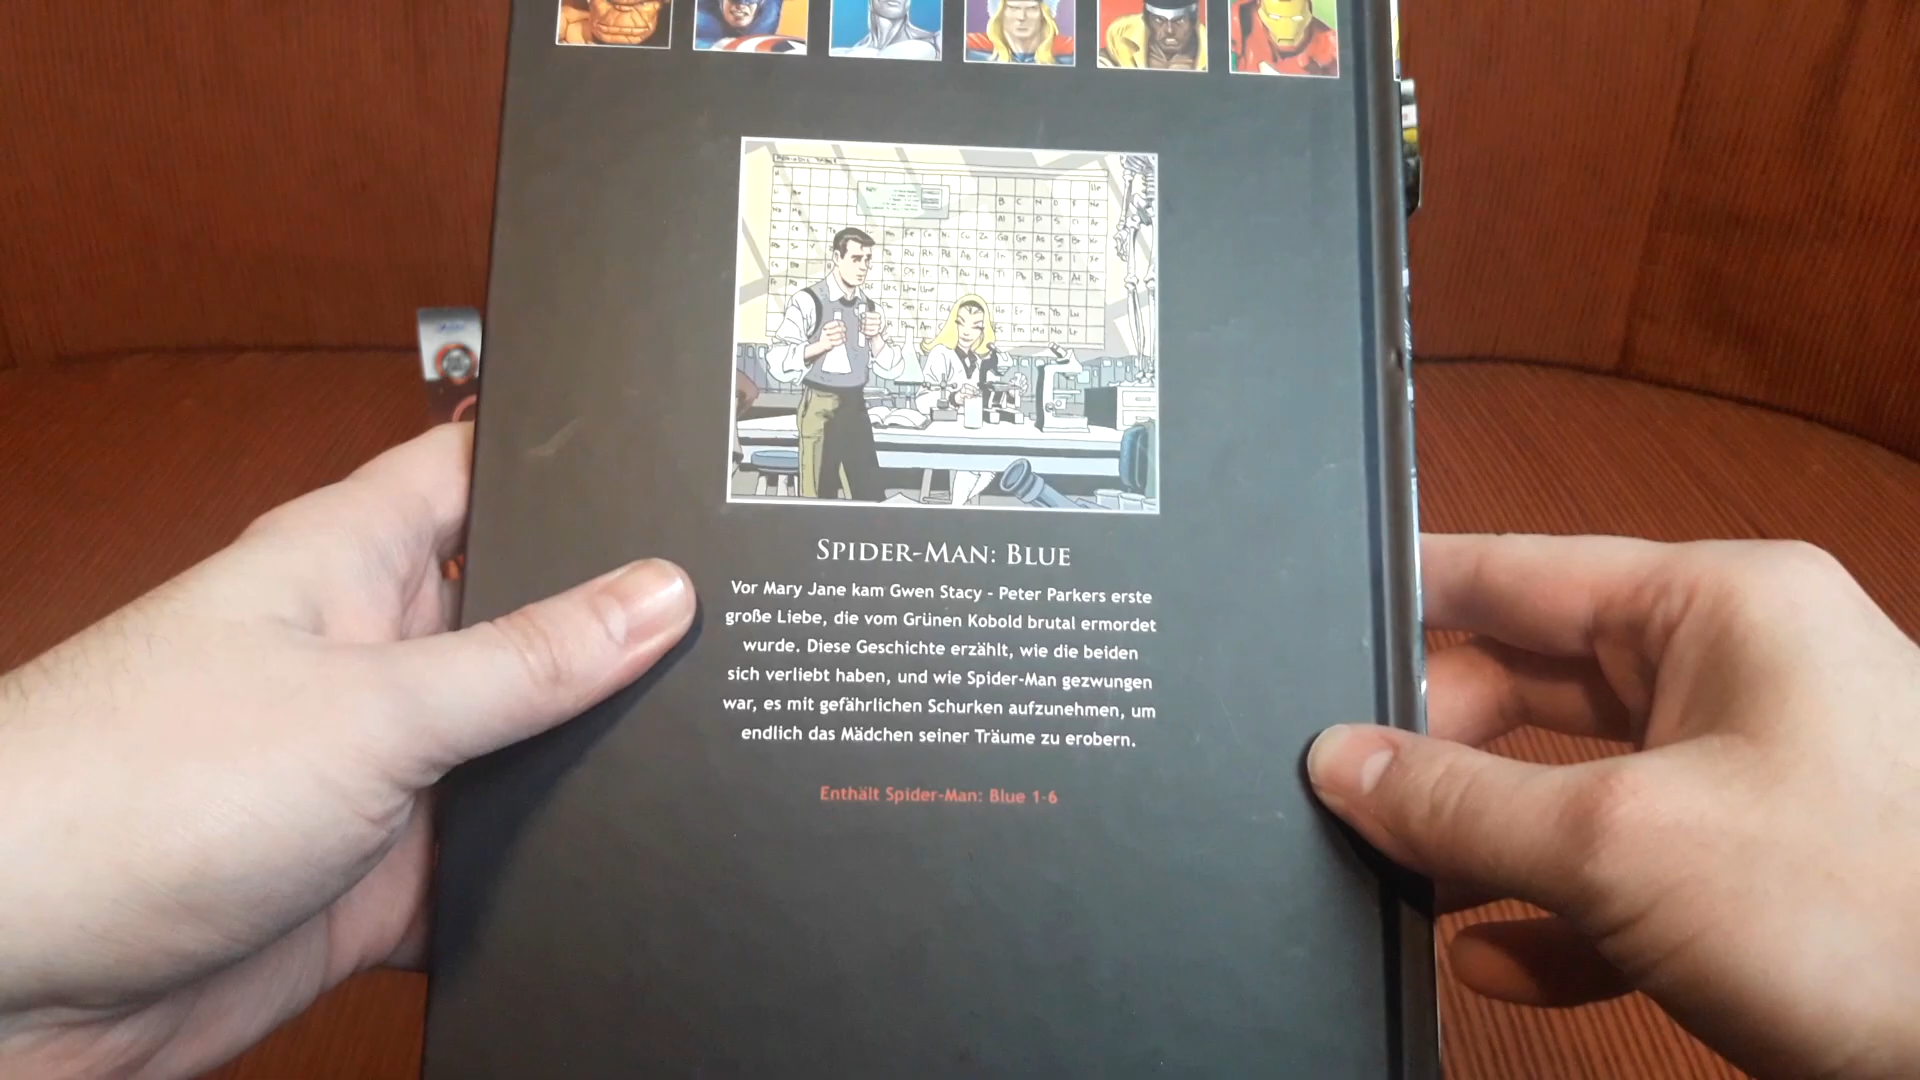 SPIDER-MAN: BLUE
Vor Mary Jane kam Gwen Stacy - Peter Parkers erste
große Liebe, die vom Grünen Kobold brutal ermordet
wurde. Diese Geschichte erzählt, wie die beiden
sich verliebt haben, und wie Spider-Man gezwungen
war, es mit gefährlichen Schurken aufzunehmen, um
endlich das Mädchen seiner Träume zu erobern.
Enthält Spider-Man: Blue 1-6